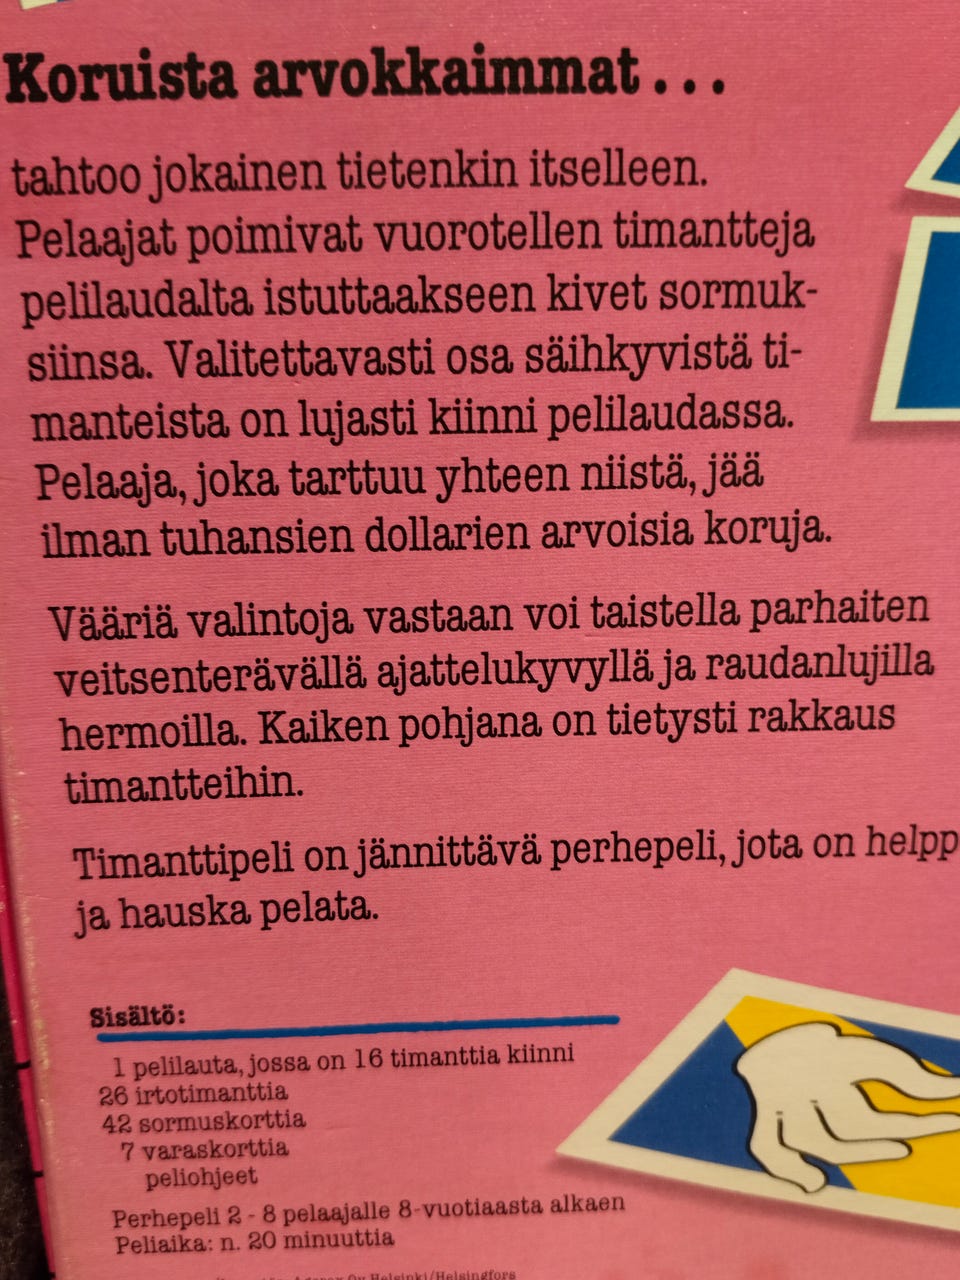 Koruista arvokkaimmat...
tahtoo jokainen tietenkin itselleen.
Pelaajat poimivat vuorotellen timantteja
pelilaudalta istuttaakseen kivet sormuk-
siinsa. Valitettavasti osa säihkyvistä ti-
manteista on lujasti kiinni pelilaudassa.
Pelaaja, joka tarttuu yhteen niistä, jää
ilman tuhansien dollarien arvoisia koruja.
Vääriä valintoja vastaan voi taistella parhaiten
veitsenterävällä ajattelukyvyllä ja raudanlujilla
hermoilla. Kaiken pohjana on tietysti rakkaus
timantteihin.
Timanttipeli on jännittävä perhepeli, jota on helpp
ja hauska pelata.
Sisältö:
1 pelilauta, jossa on 16 timanttia kiinni
26 irtotimanttia
42 sormuskorttia
7 varaskorttia
peliohjeet
Perhepeli 2 - 8 pelaajalle 8-vuotiaasta alkaen
Peliaika: n. 20 minuuttia
Oy Helsinki/Helsingfors